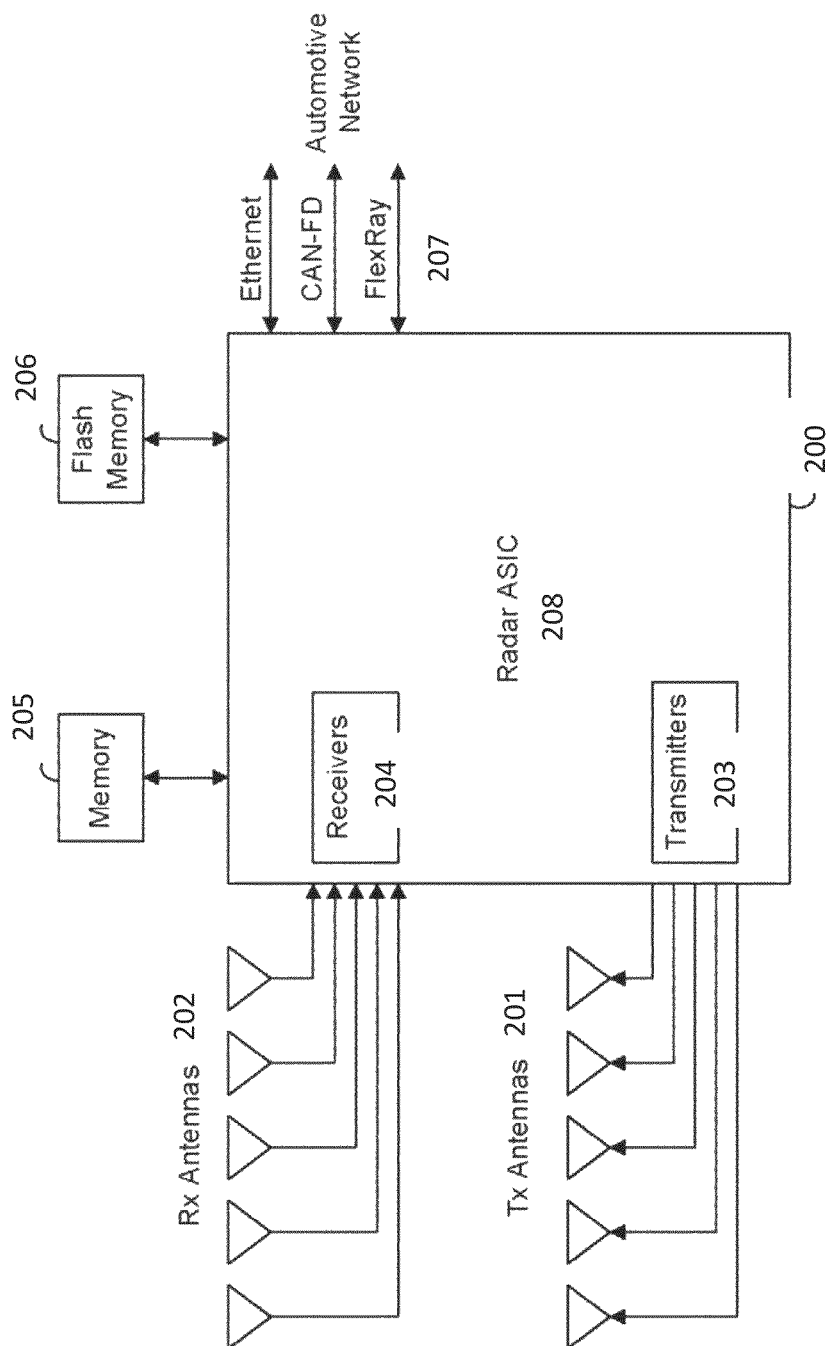 Rx Antennas 202
Tx Antennas 201
205
Memory
206
Flash
Memory
Receivers
204
Transmitters
203
Radar ASIC
208
200
Ethernet
CAN-FD
FlexRay
207
Automotive
Network